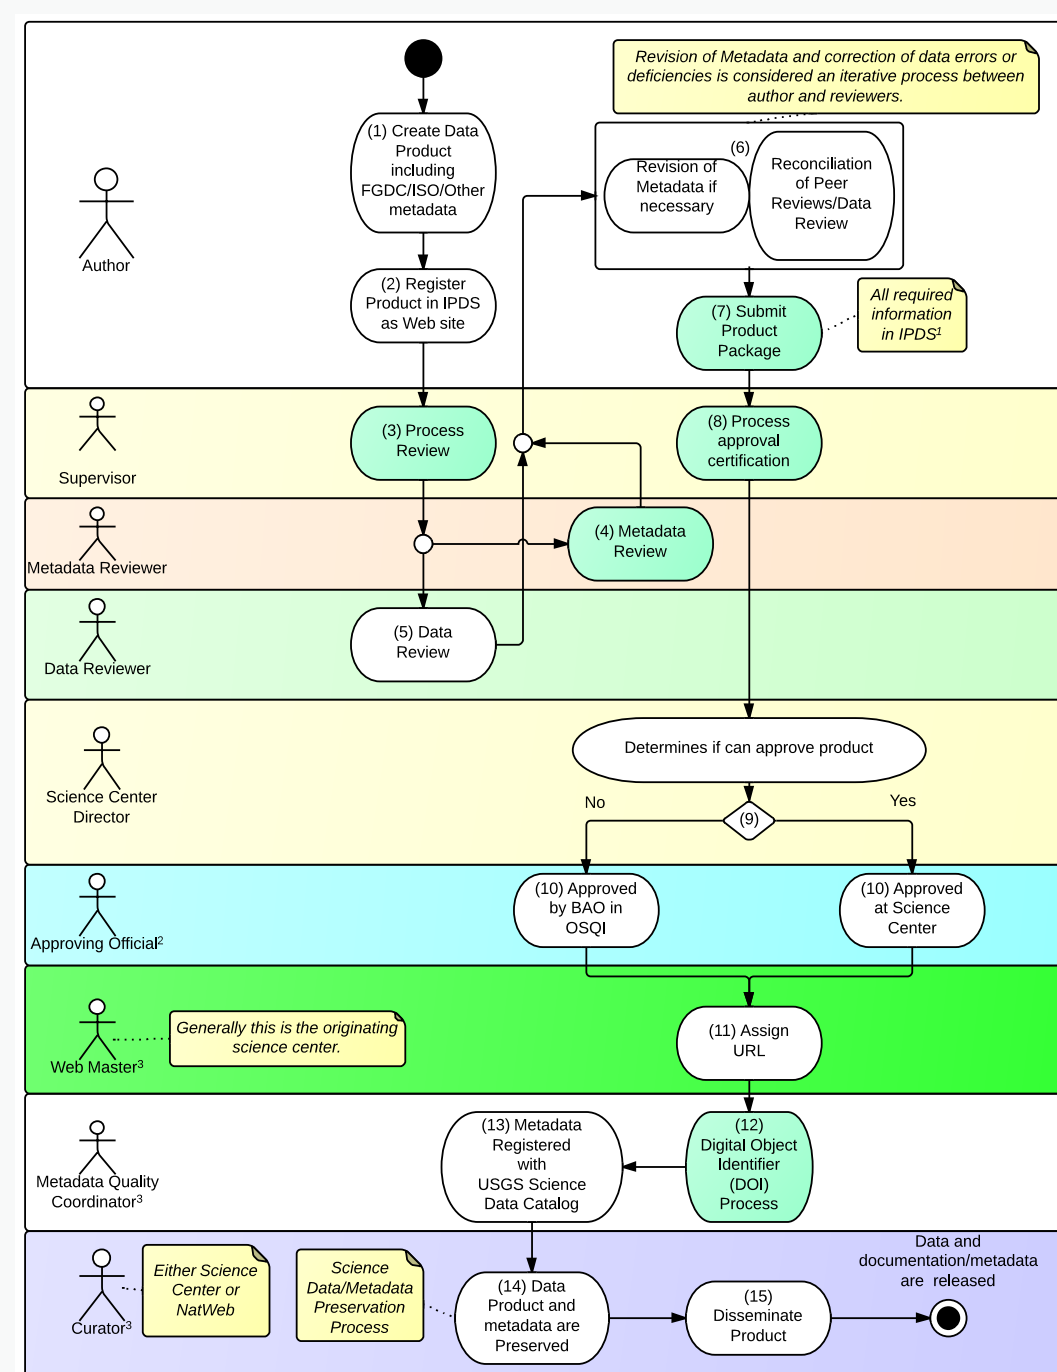 Revision of Metadata and correction of data errors or
deficiencies is considered an iterative process between
author and reviewers.
(1) Create Data
Product
including
FGDC/ISO/Other
metadata
(6)
Revision of
Metadata if
necessary
Reconciliation
of Peer
Reviews/Data
Review
Author
(2) Register
Product in IPDS
as Web site
(7) Submit
Product
Package
All required
information
in IPDS1
Supervisor
(3) Process
Review
(8) Process
approval
certification
Metadata Reviewer
(4) Metadata
Review
Data Reviewer
(5) Data
Review
Science Center
Director
Determines if can approve product
No
(9)
Yes
Approving Official2
(10) Approved
by BAO in
OSQI
(10) Approved
at Science
Center
Web Master3
Generally this is the originating
science center.
(11) Assign
URL
Metadata Quality
Coordinator3
(13) Metadata
Registered
with
USGS Science
Data Catalog
(12)
Digital Object
Identifier
(DOI)
Process
Curator3
Either Science
Center or
NatWeb
Science
Data/Metadata
Preservation
Process
(14) Data
Product and
metadata are
Preserved
(15)
Disseminate
Product
Data and
documentation/metadata
are released